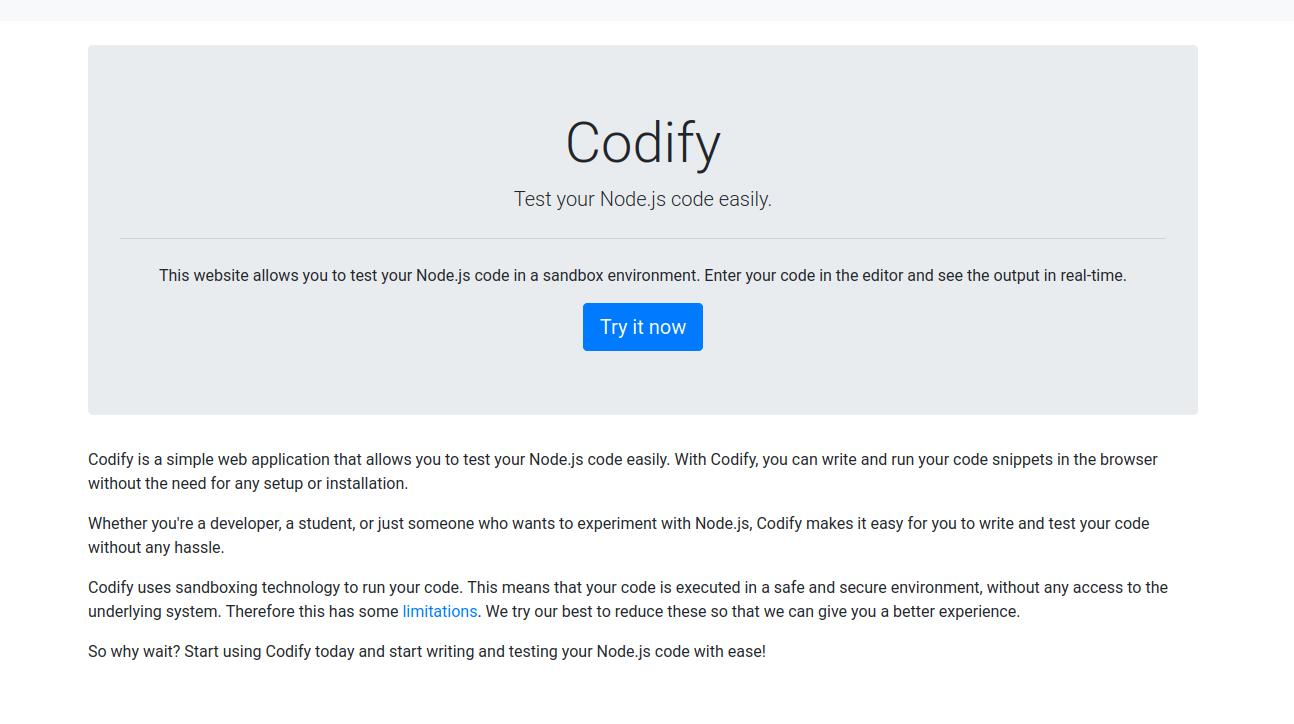 Codify
Test your Node.js code easily.
This website allows you to test your Node.js code in a sandbox environment. Enter your code in the editor and see the output in real-time.
Try it now
Codify is a simple web application that allows you to test your Node.js code easily. With Codify, you can write and run your code snippets in the browser
without the need for any setup or installation.
Whether you're a developer, a student, or just someone who wants to experiment with Node.js, Codify makes it easy for you to write and test your code
without any hassle.
Codify uses sandboxing technology to run your code. This means that your code is executed in a safe and secure environment, without any access to the
underlying system. Therefore this has some limitations. We try our best to reduce these so that we can give you a better experience.
So why wait? Start using Codify today and start writing and testing your Node.js code with ease!